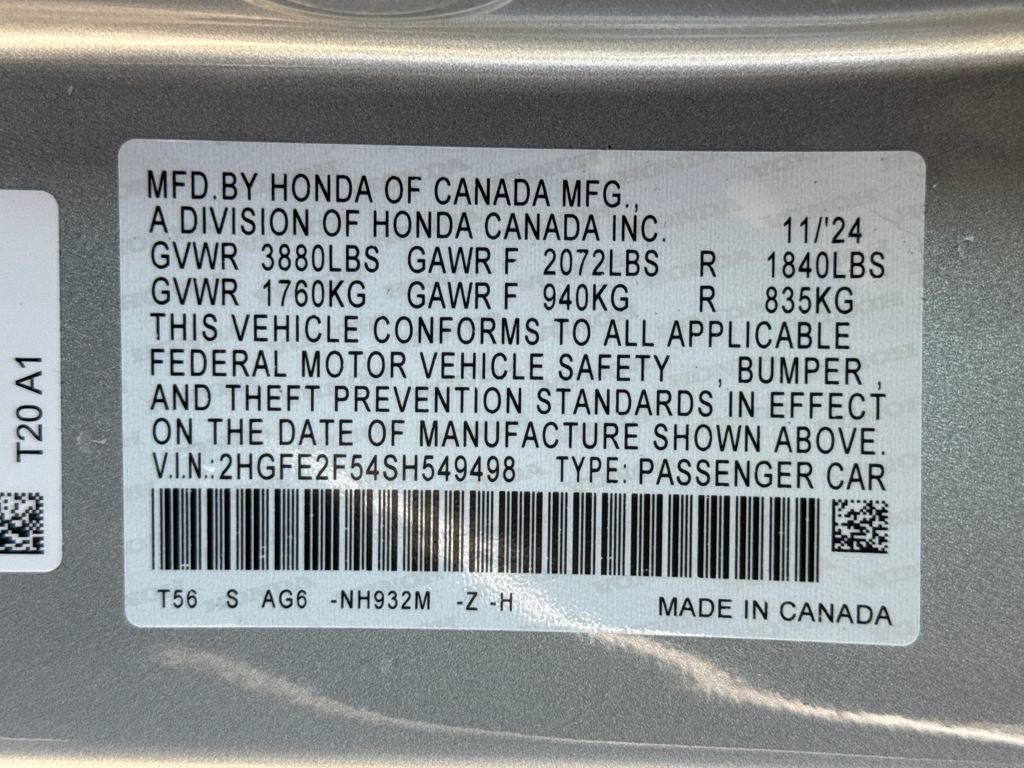 MFD.BY HONDA OF CANADA MFG.,
A DIVISION OF HONDA CANADA INC. 11/'24
GVWR 3880LBS GAWR F 2072LBS R 1840LBS
GVWR 1760KG GAWR F 940KG R 835KG
THIS VEHICLE CONFORMS TO ALL APPLICABLE
FEDERAL MOTOR VEHICLE SAFETY , BUMPER ,
AND THEFT PREVENTION STANDARDS IN EFFECT
ON THE DATE OF MANUFACTURE SHOWN ABOVE.
V.I.N.:2HGFE2F54SH549498 TYPE: PASSENGER CAR
T56 S AG6 -NH932M -Z -H MADE IN CANADA
T20 A1